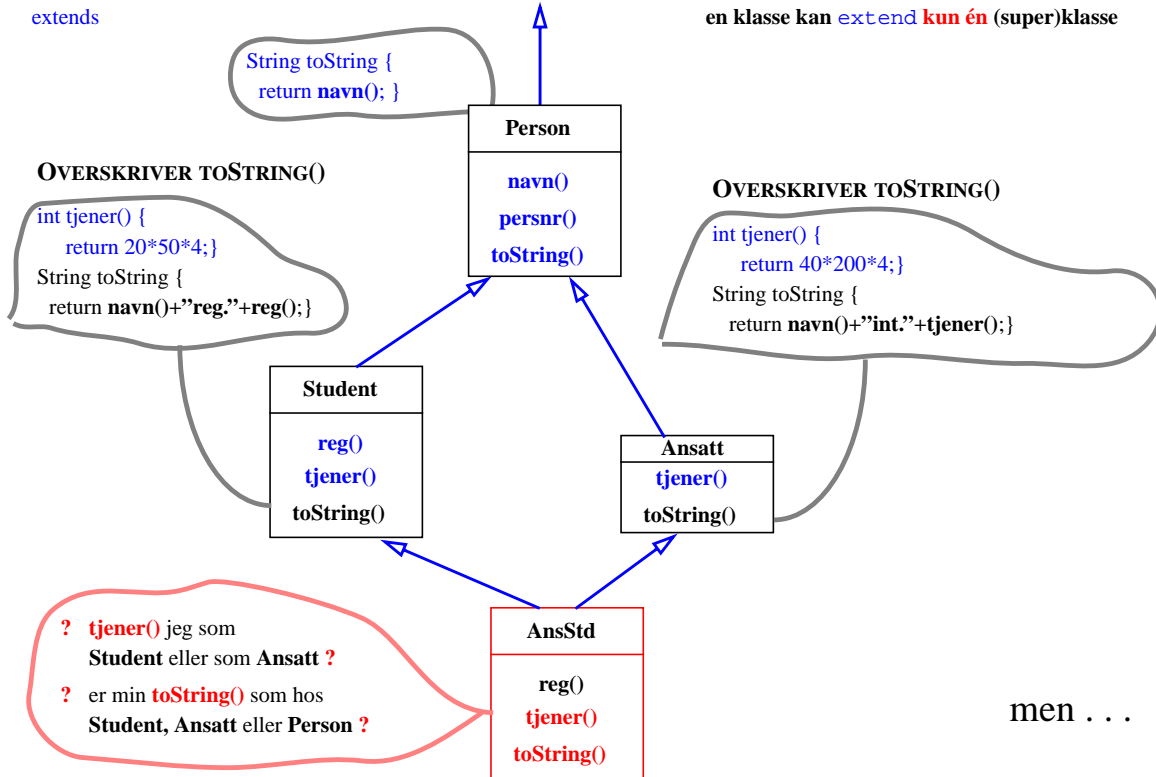 extends
en klasse kan extend kun én (super)klasse
String toString {
return navn(); }
Person
navn()
persnr()
toString()
OVERSKRIVER TOSTRING()
int tjener() {
return 20*50*4;}
String toString {
return navn()+”reg.”+reg();}
OVERSKRIVER TOSTRING()
int tjener() {
return 40*200*4;}
String toString {
return navn()+”int.”+tjener();}
Student
reg()
tjener()
toString()
Ansatt
tjener()
toString()
? tjener() jeg som
Student eller som Ansatt ?
? er min toString() som hos
Student, Ansatt eller Person ?
AnsStd
reg()
tjener()
toString()
men . . .